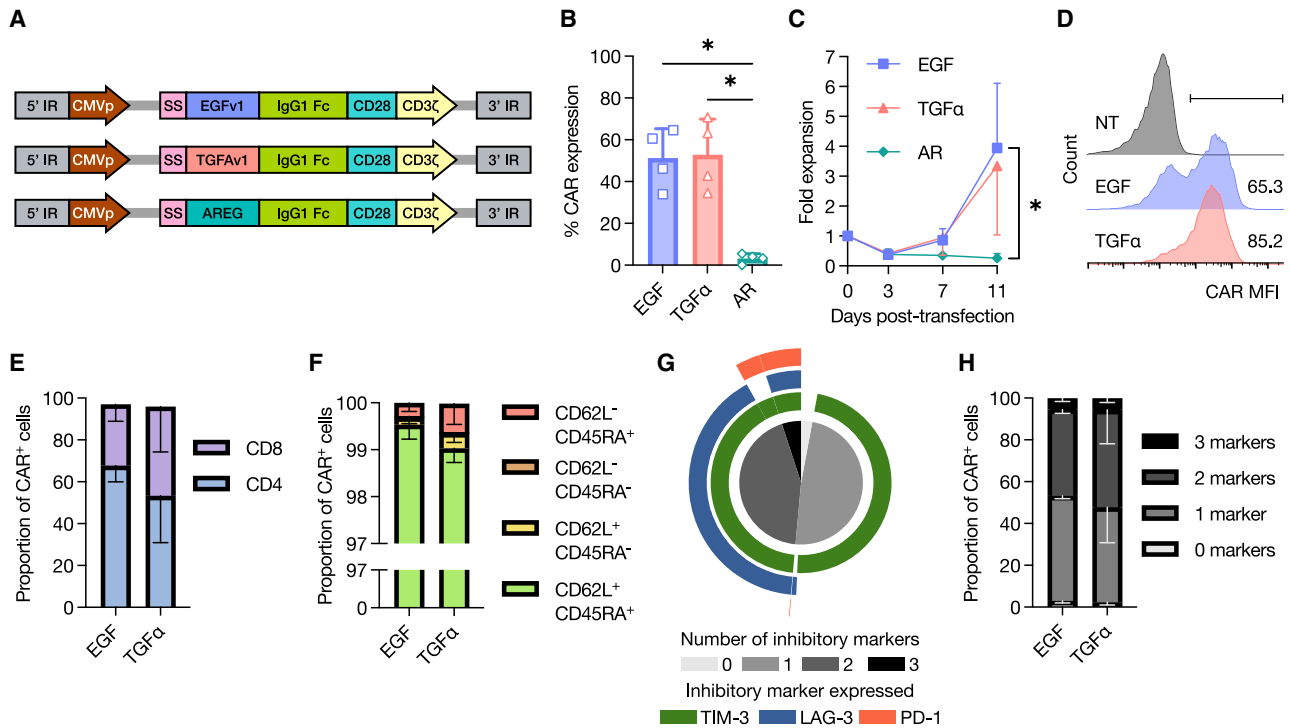 A
5' IR CMVp SS EGFv1 IgG1 Fc CD28 CD3ζ 3' IR
5' IR CMVp SS TGFAv1 IgG1 Fc CD28 CD3ζ 3' IR
5' IR CMVp SS AREG IgG1 Fc CD28 CD3ζ 3' IR
B
% CAR expression
100
80
60
40
20
0
*
*
EGF TGFα AR
C
Fold expansion
7
6
5
4
3
2
1
0
EGF
TGFα
AR
*
0 3 7 11
Days post-transfection
D
Count
NT
EGF 65.3
TGFα 85.2
CAR MFI
E
Proportion of CAR⁺ cells
100
80
60
40
20
0
EGF TGFα
CD8
CD4
F
Proportion of CAR⁺ cells
100
99
98
97
97
0
EGF TGFα
CD62L⁻
CD45RA⁺
CD62L⁻
CD45RA⁻
CD62L⁺
CD45RA⁻
CD62L⁺
CD45RA⁺
G
Number of inhibitory markers
0 1 2 3
Inhibitory marker expressed
TIM-3 LAG-3 PD-1
H
Proportion of CAR⁺ cells
100
80
60
40
20
0
EGF TGFα
3 markers
2 markers
1 marker
0 markers